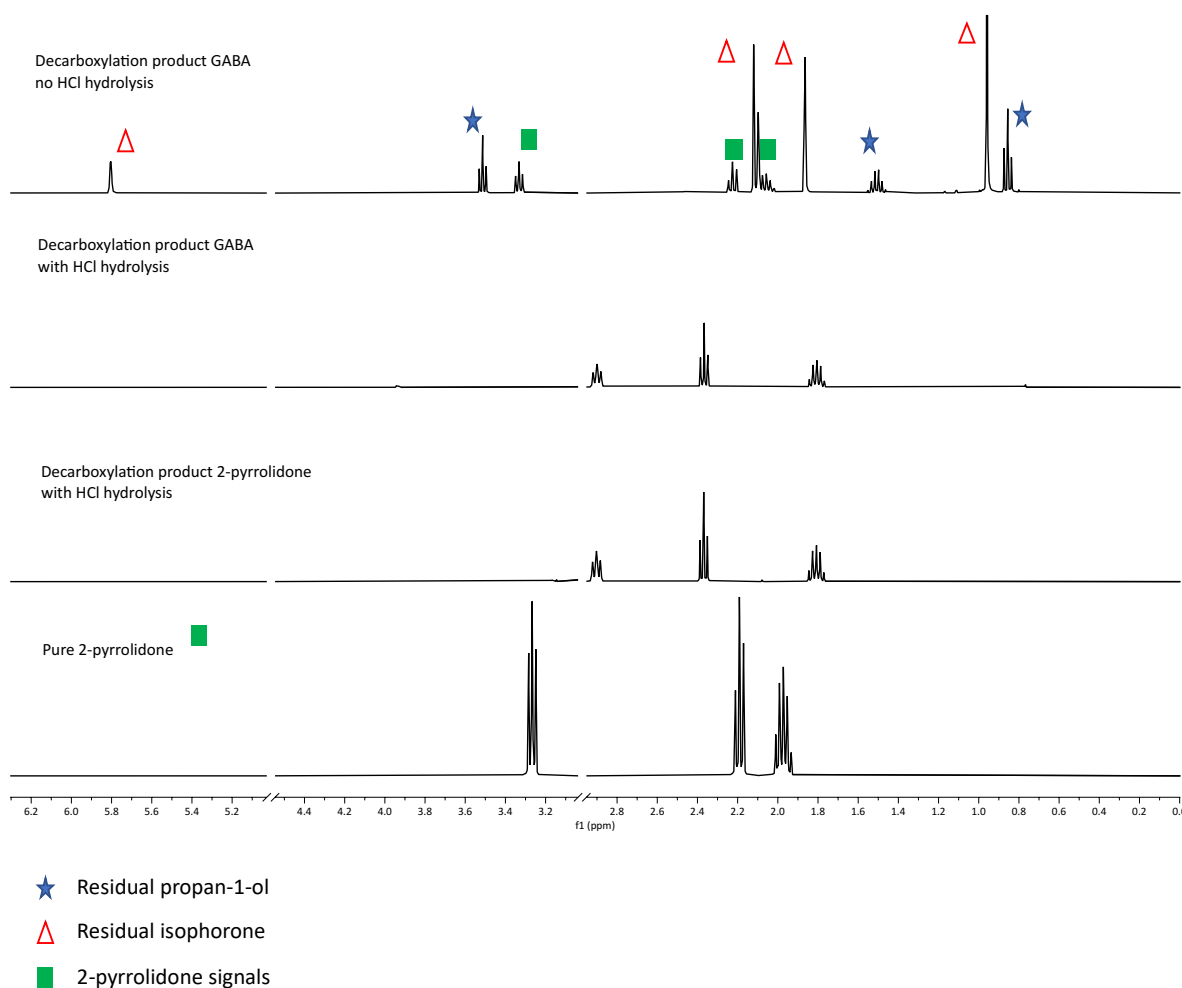 Decarboxylation product GABA
no HCl hydrolysis
Decarboxylation product GABA
with HCl hydrolysis
Decarboxylation product 2-pyrrolidone
with HCl hydrolysis
Pure 2-pyrrolidone
6.2 6.0 5.8 5.6 5.4 5.2 4.4 4.2 4.0 3.8 3.6 3.4 3.2 2.8 2.6 2.4 2.2 2.0 1.8 1.6 1.4 1.2 1.0 0.8 0.6 0.4 0.2 0.0
f1 (ppm)
Residual propan-1-ol
Residual isophorone
2-pyrrolidone signals